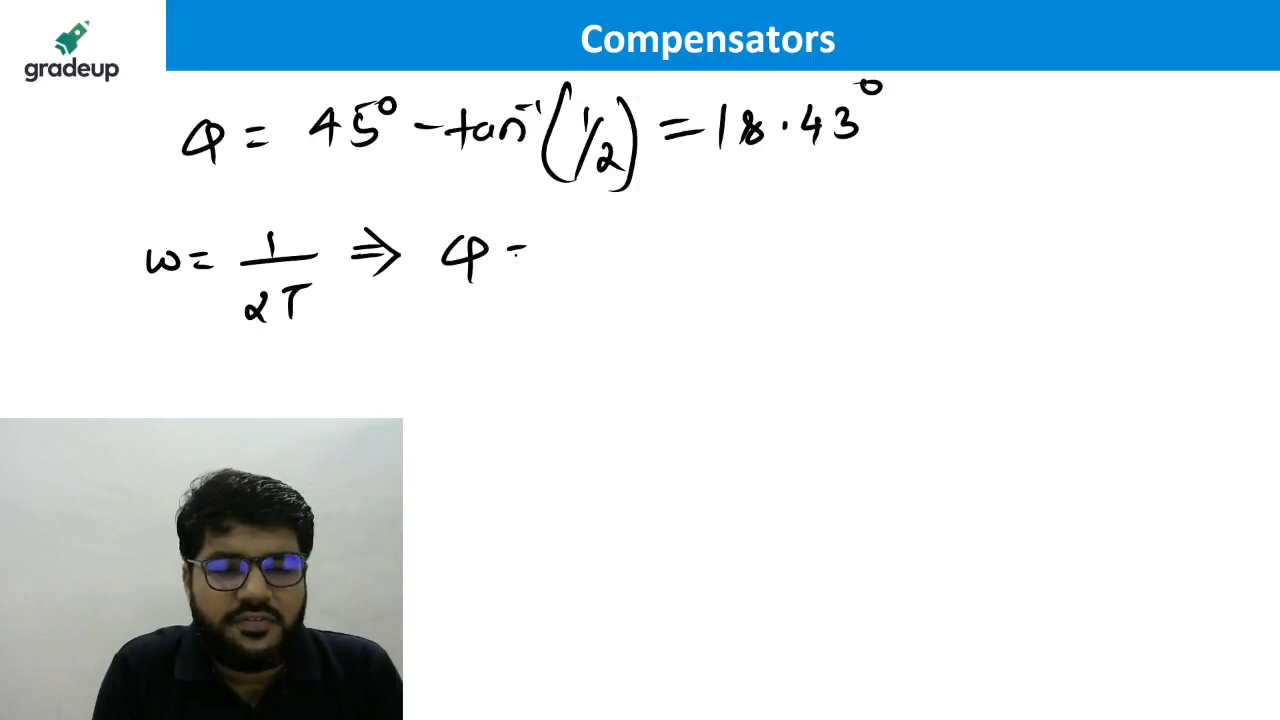 gradeup
Compensators
φ = 45° - tan⁻¹(1/2) = 18.43°
ω = 1/2T ⇒ φ =